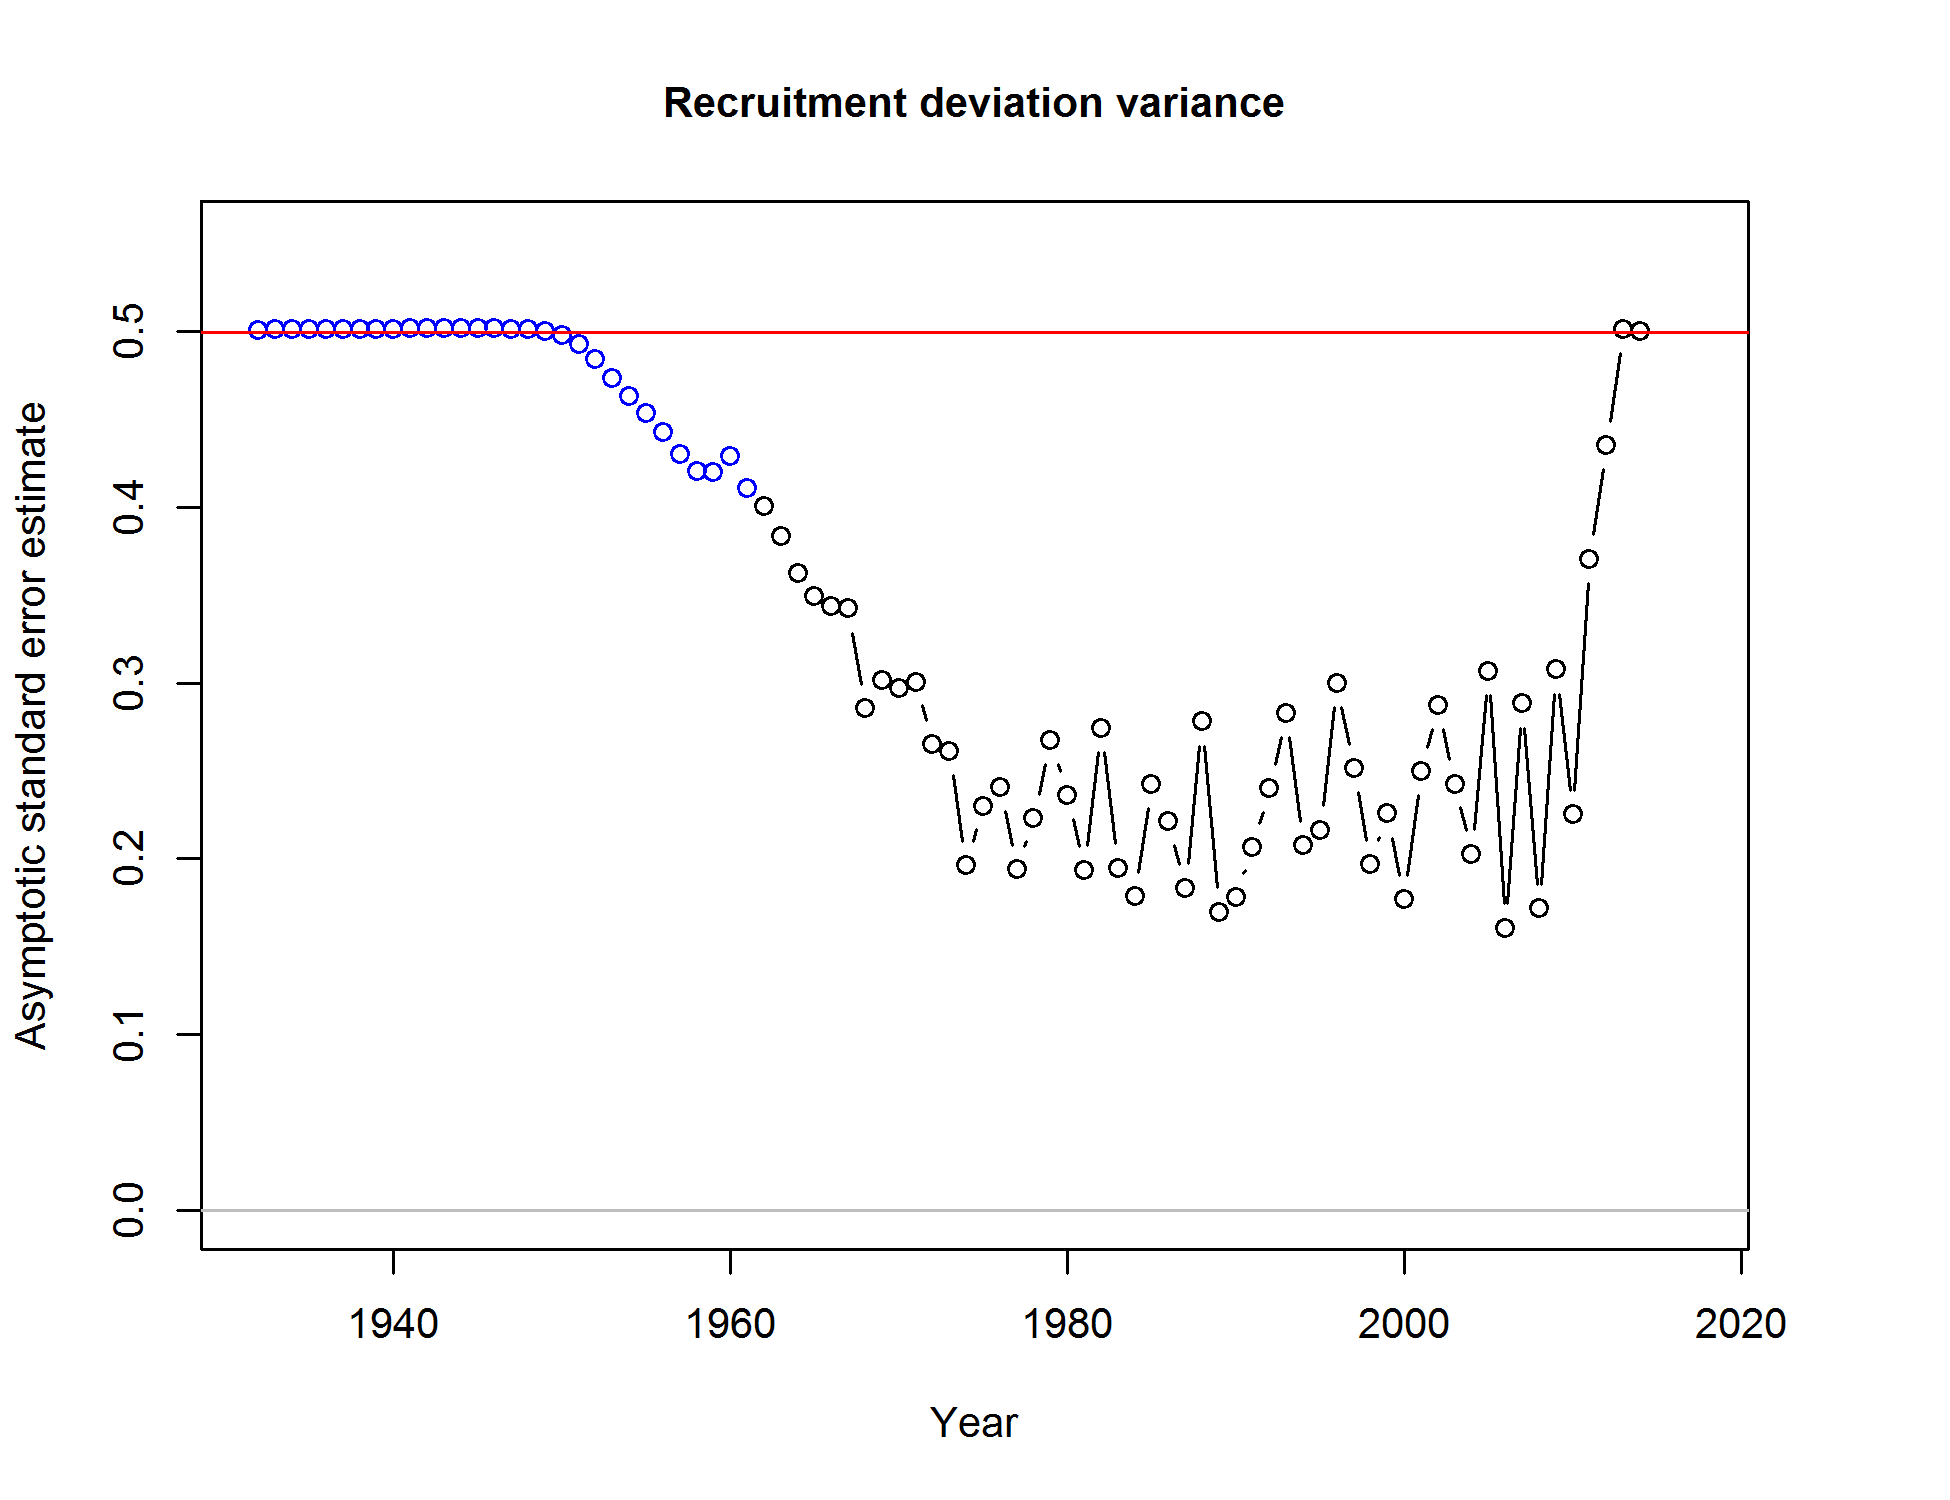 Recruitment deviation variance
Asymptotic standard error estimate
0.5
0.4
0.3
0.2
0.1
0.0
1940 1960 1980 2000 2020
Year